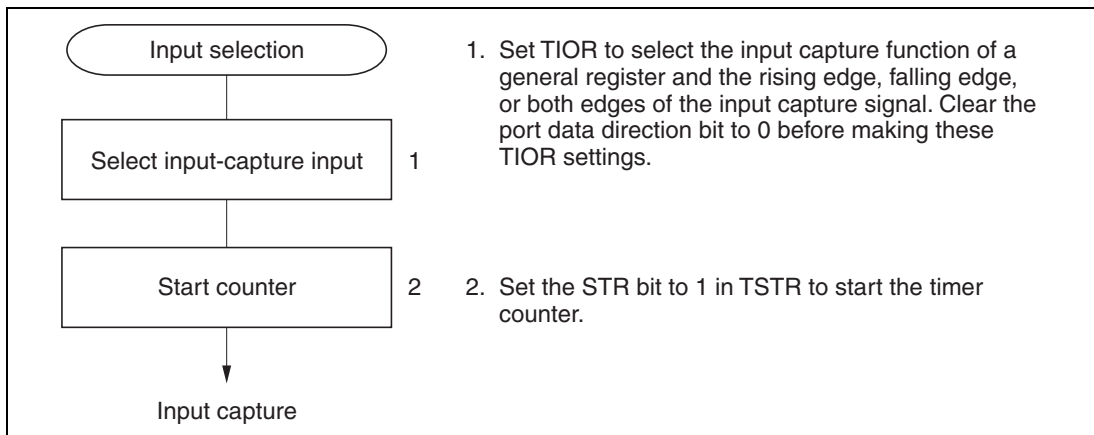 Input selection
1. Set TIOR to select the input capture function of a
general register and the rising edge, falling edge,
or both edges of the input capture signal. Clear the
port data direction bit to 0 before making these
TIOR settings.
Select input-capture input 1
Start counter 2
2. Set the STR bit to 1 in TSTR to start the timer
counter.
Input capture